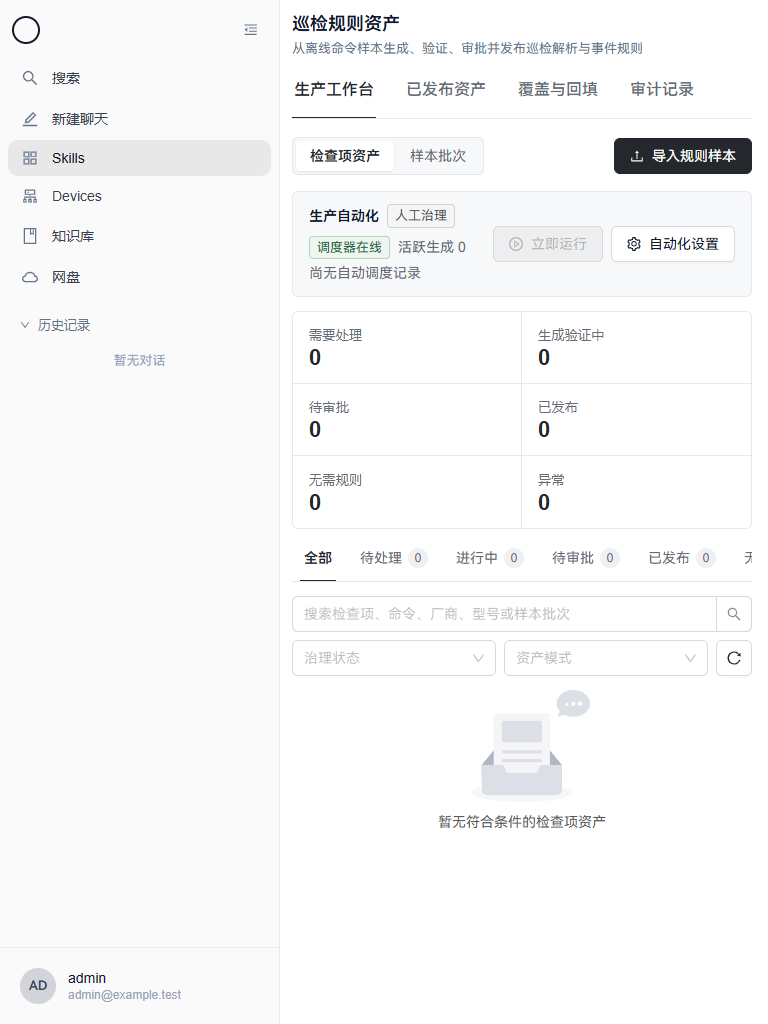 搜索
新建聊天
Skills
Devices
知识库
网盘
历史记录
暂无对话
AD
admin
admin@example.test
巡检规则资产
从离线命令样本生成、验证、审批并发布巡检解析与事件规则
生产工作台 已发布资产 覆盖与回填 审计记录
检查项资产 样本批次 导入规则样本
生产自动化 人工治理
调度器在线 活跃生成 0
尚无自动调度记录
立即运行 自动化设置
需要处理 生成验证中
0 0
待审批 已发布
0 0
无需规则 异常
0 0
全部 待处理 0 进行中 0 待审批 0 已发布 0
搜索检查项、命令、厂商、型号或样本批次
治理状态 资产模式
暂无符合条件的检查项资产